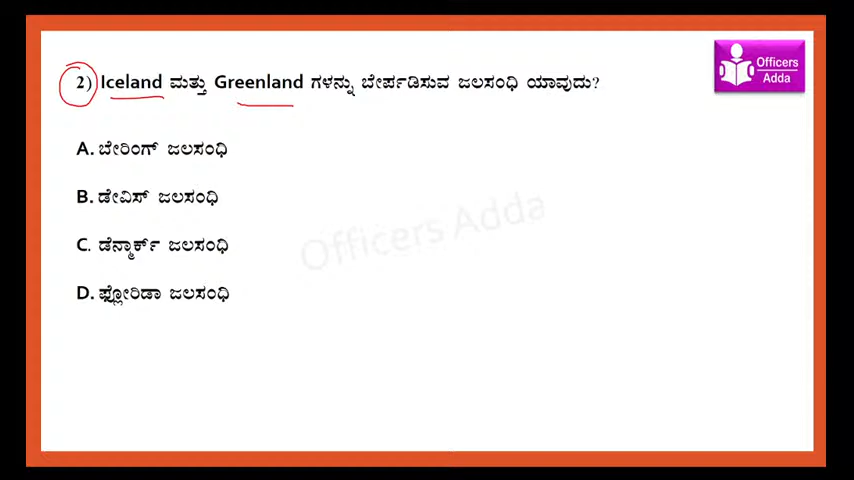 2) Iceland ಮತ್ತು Greenland ಗಳನ್ನು ಬೇರ್ಪಡಿಸುವ ಜಲಸಂಧಿ ಯಾವುದು?
Officers
Adda
A. ಬೇರಿಂಗ್ ಜಲಸಂಧಿ
B. ಡೇವಿಸ್ ಜಲಸಂಧಿ
C. ಡೆನ್ಮಾರ್ಕ್ ಜಲಸಂಧಿ
D. ಫ್ಲೋರಿಡಾ ಜಲಸಂಧಿ
Officers Adda